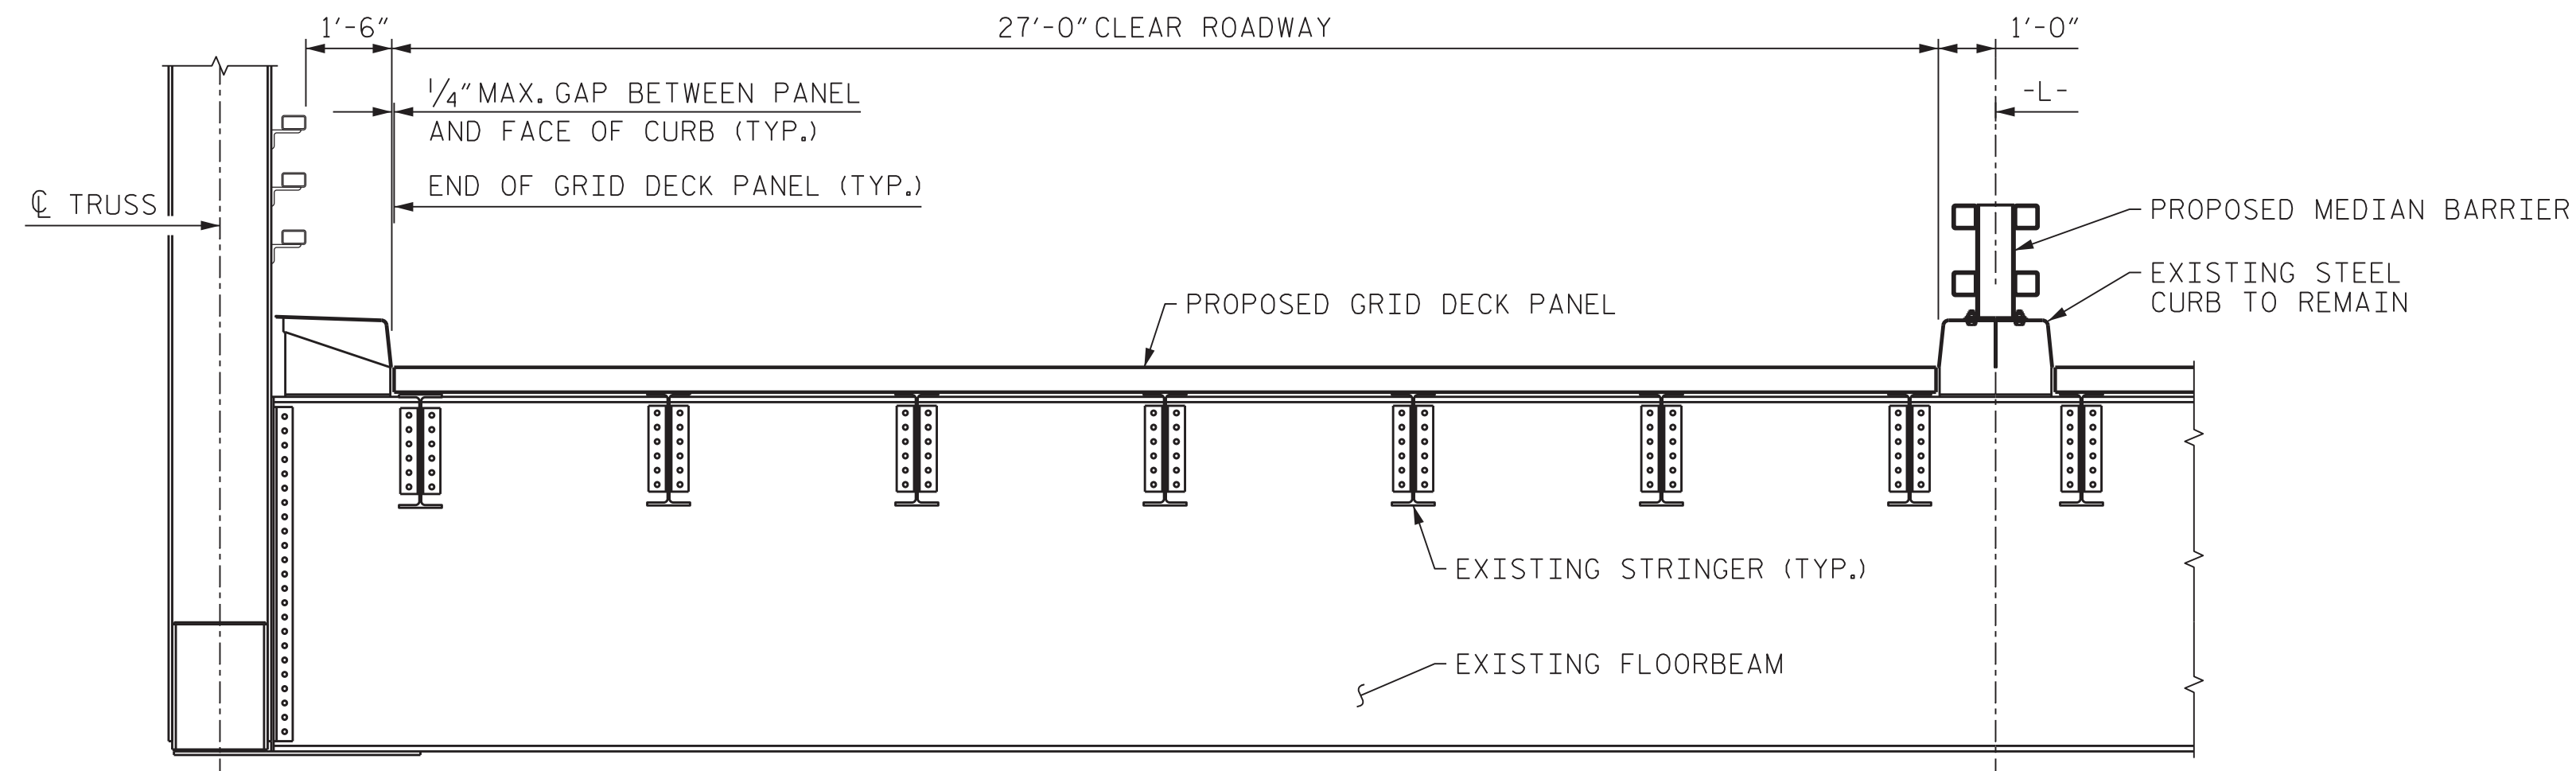 1'-6"
27'-0" CLEAR ROADWAY
1'-0"
1/4" MAX. GAP BETWEEN PANEL
AND FACE OF CURB (TYP.)
-L-
END OF GRID DECK PANEL (TYP.)
℄ TRUSS
PROPOSED MEDIAN BARRIER
EXISTING STEEL
CURB TO REMAIN
PROPOSED GRID DECK PANEL
EXISTING STRINGER (TYP.)
EXISTING FLOORBEAM